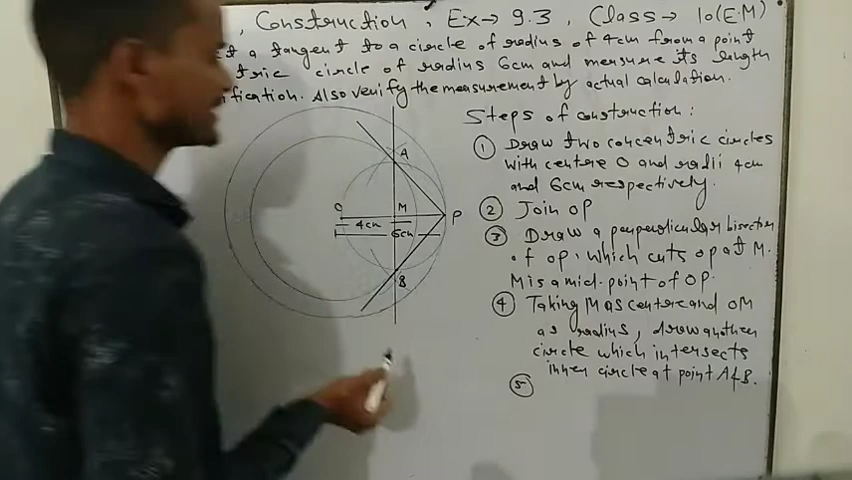 , Construction, Ex→ 9.3, Class→ 10(E.M)
a tangent to a circle of radius of 4cm from a point
circle of radius 6cm and mensure its length
Also verify the measurement by actual calculation.
Steps of construction:
① Draw two concentric circles
with centre O and radii 4cm
and 6cm respectively.
② Join OP
③ Draw a perpendicular bisector
of OP, which cuts OP at M.
M is a mid-point of OP.
④ Taking M as centre and OM
as radius, draw another
circle which intersects
inner circle at point A & B.
⑤
A
O
M
P
4cm
6cm
B